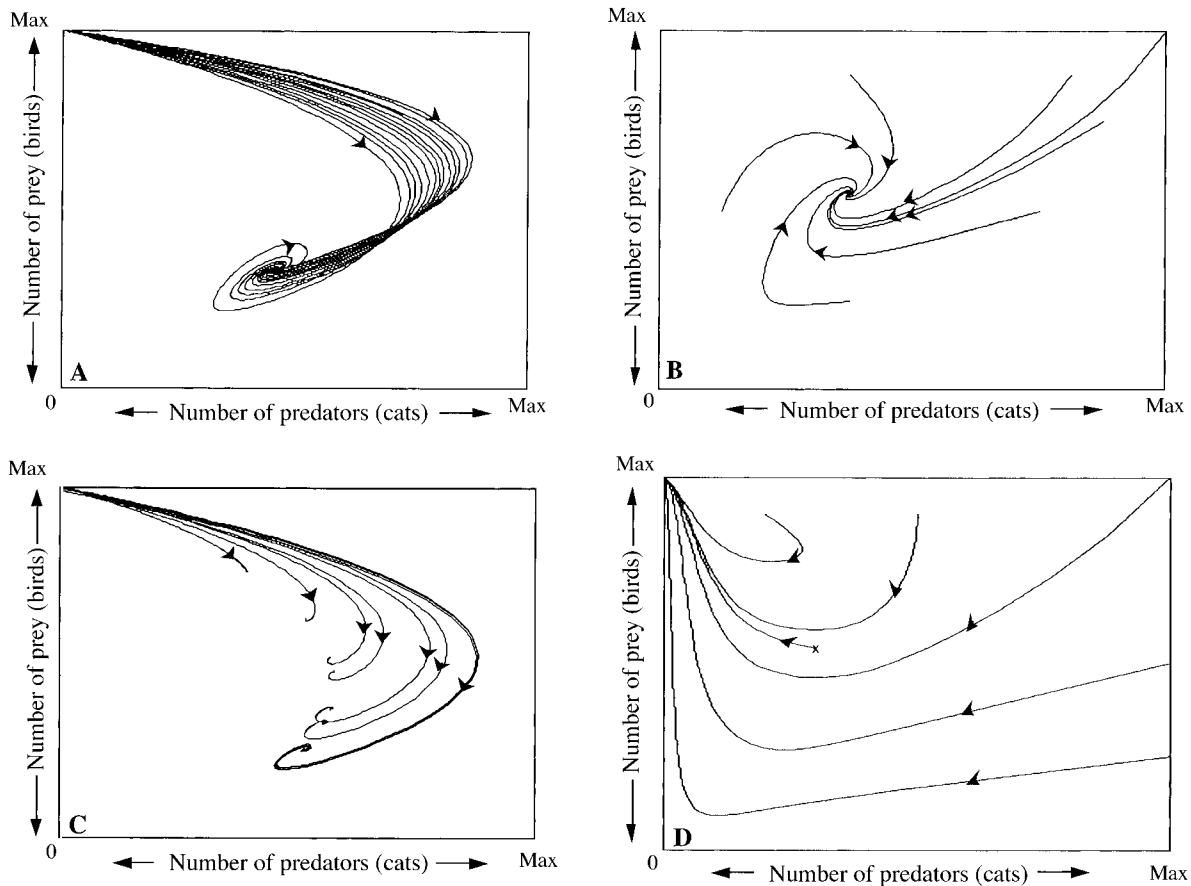 Max
Number of prey (birds)
A
0
Number of predators (cats)
Max
Max
Number of prey (birds)
B
0
Number of predators (cats)
Max
Max
Number of prey (birds)
C
0
Number of predators (cats)
Max
Max
Number of prey (birds)
x
D
0
Number of predators (cats)
Max